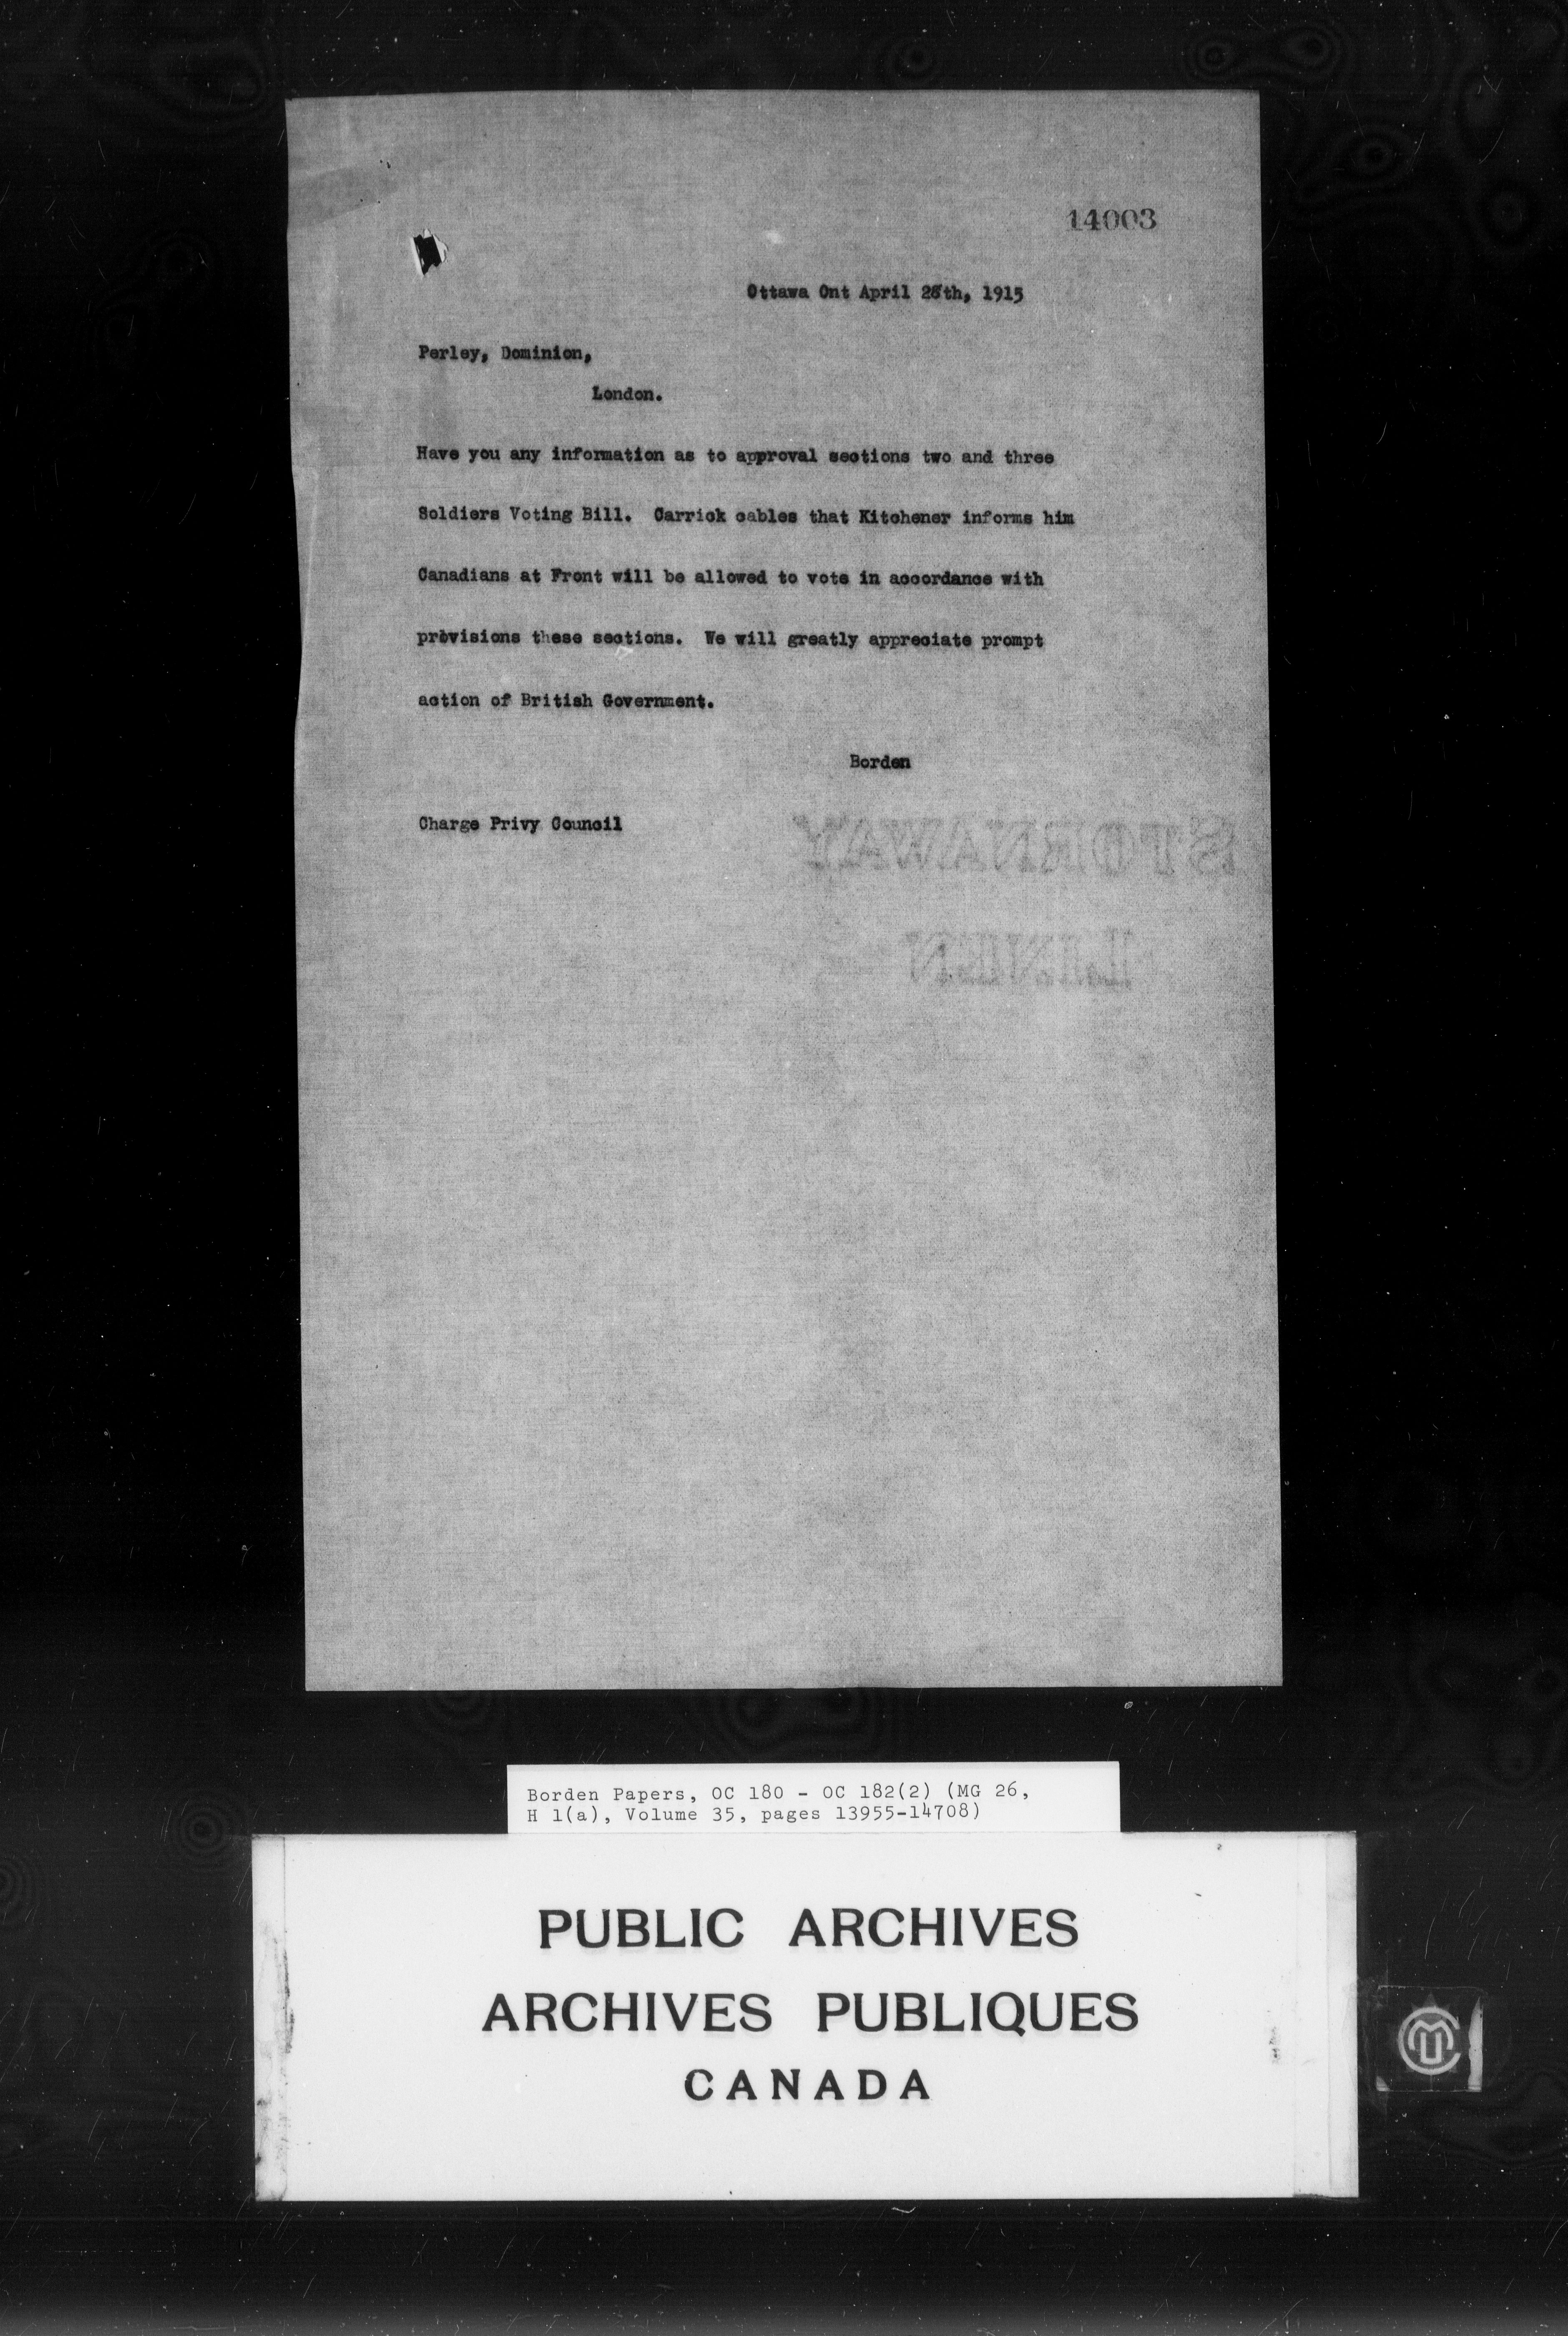 14003
Ottawa Ont April 28th, 1915
Perley, Dominion,
London.
Have you any information as to approval sections two and three
Soldiers Voting Bill. Carrick cables that Kitchener informs him
Canadians at Front will be allowed to vote in accordance with
provisions these sections. We will greatly appreciate prompt
action of British Government.
Borden
Charge Privy Council
STORNAWAY
LINEN
Borden Papers, OC 180 - OC 182(2) (MG 26,
H 1(a), Volume 35, pages 13955-14708)
PUBLIC ARCHIVES
ARCHIVES PUBLIQUES
CANADA